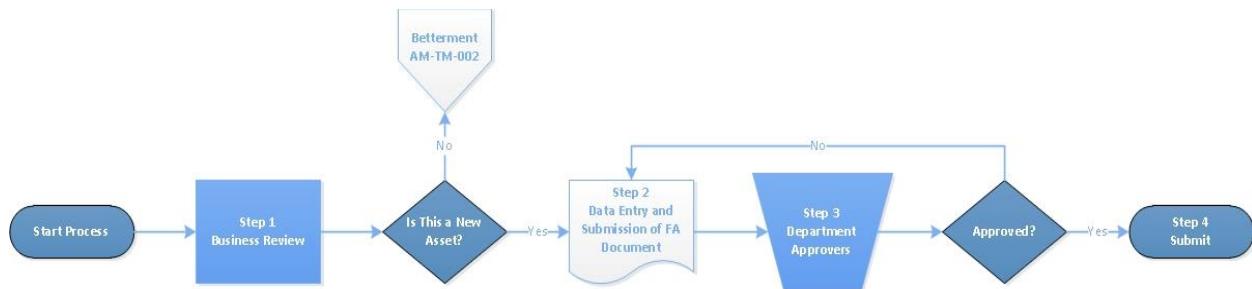 Betterment
AM-TM-002
No
No
Start Process
Step 1
Business Review
Is This a New
Asset?
Yes
Step 2
Data Entry and
Submission of FA
Document
Step 3
Department
Approvers
Approved?
Yes
Step 4
Submit